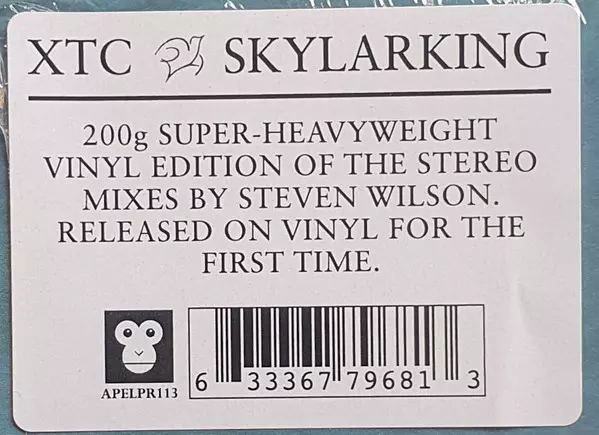 XTC SKYLARKING
200g SUPER-HEAVYWEIGHT
VINYL EDITION OF THE STEREO
MIXES BY STEVEN WILSON.
RELEASED ON VINYL FOR THE
FIRST TIME.
APELPR113
6 33367 79681 3